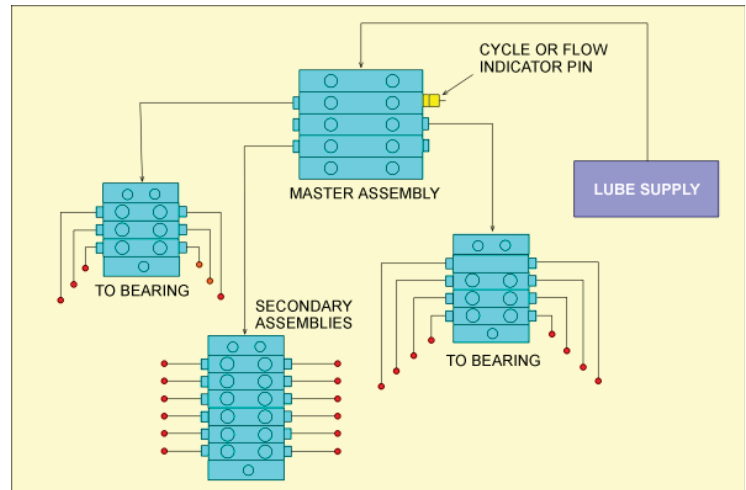 CYCLE OR FLOW
INDICATOR PIN
MASTER ASSEMBLY
LUBE SUPPLY
TO BEARING
SECONDARY
ASSEMBLIES
TO BEARING